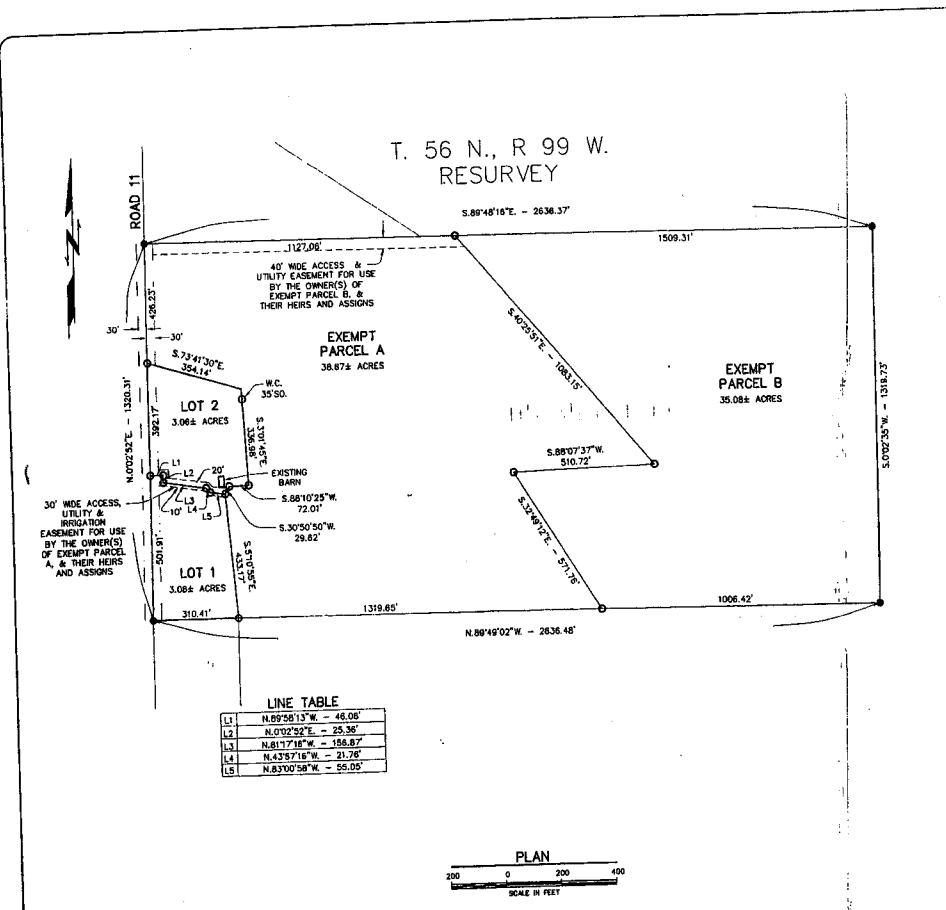 T. 56 N., R 99 W.
RESURVEY
ROAD 11
N
S.89°48'16"E. - 2636.37'
1127.06'
1509.31'
40' WIDE ACCESS &
UTILITY EASEMENT FOR USE
BY THE OWNER(S) OF
EXEMPT PARCEL B, &
THEIR HEIRS AND ASSIGNS
426.23'
30'
30'
EXEMPT
PARCEL A
38.87± ACRES
S.40°25'51"E. - 1083.15'
EXEMPT
PARCEL B
35.08± ACRES
S.0°02'35"W. - 1319.73'
S.73°41'30"E.
354.14'
W.C.
35'SO.
LOT 2
3.06± ACRES
N.0°02'52"E. - 1320.31'
392.17'
S.3°01'45"E.
336.98'
S.88°07'37"W.
510.72'
L1
L2
20'
EXISTING
BARN
L3
L4
L5
10'
S.88°10'25"W.
72.01'
S.30°50'50"W.
29.62'
30' WIDE ACCESS,
UTILITY &
IRRIGATION
EASEMENT FOR USE
BY THE OWNER(S)
OF EXEMPT PARCEL
A, & THEIR HEIRS
AND ASSIGNS
501.91'
S.5°10'55"E.
433.17'
S.32°49'12"E. - 571.76'
LOT 1
3.08± ACRES
310.41'
1319.65'
1006.42'
N.89°49'02"W. - 2636.48'
LINE TABLE
L1 N.89°58'13"W. - 46.06'
L2 N.0°02'52"E. - 25.36'
L3 N.81°17'16"W. - 156.87'
L4 N.43°57'16"W. - 21.76'
L5 N.83°00'58"W. - 55.05'
PLAN
200 0 200 400
SCALE IN FEET